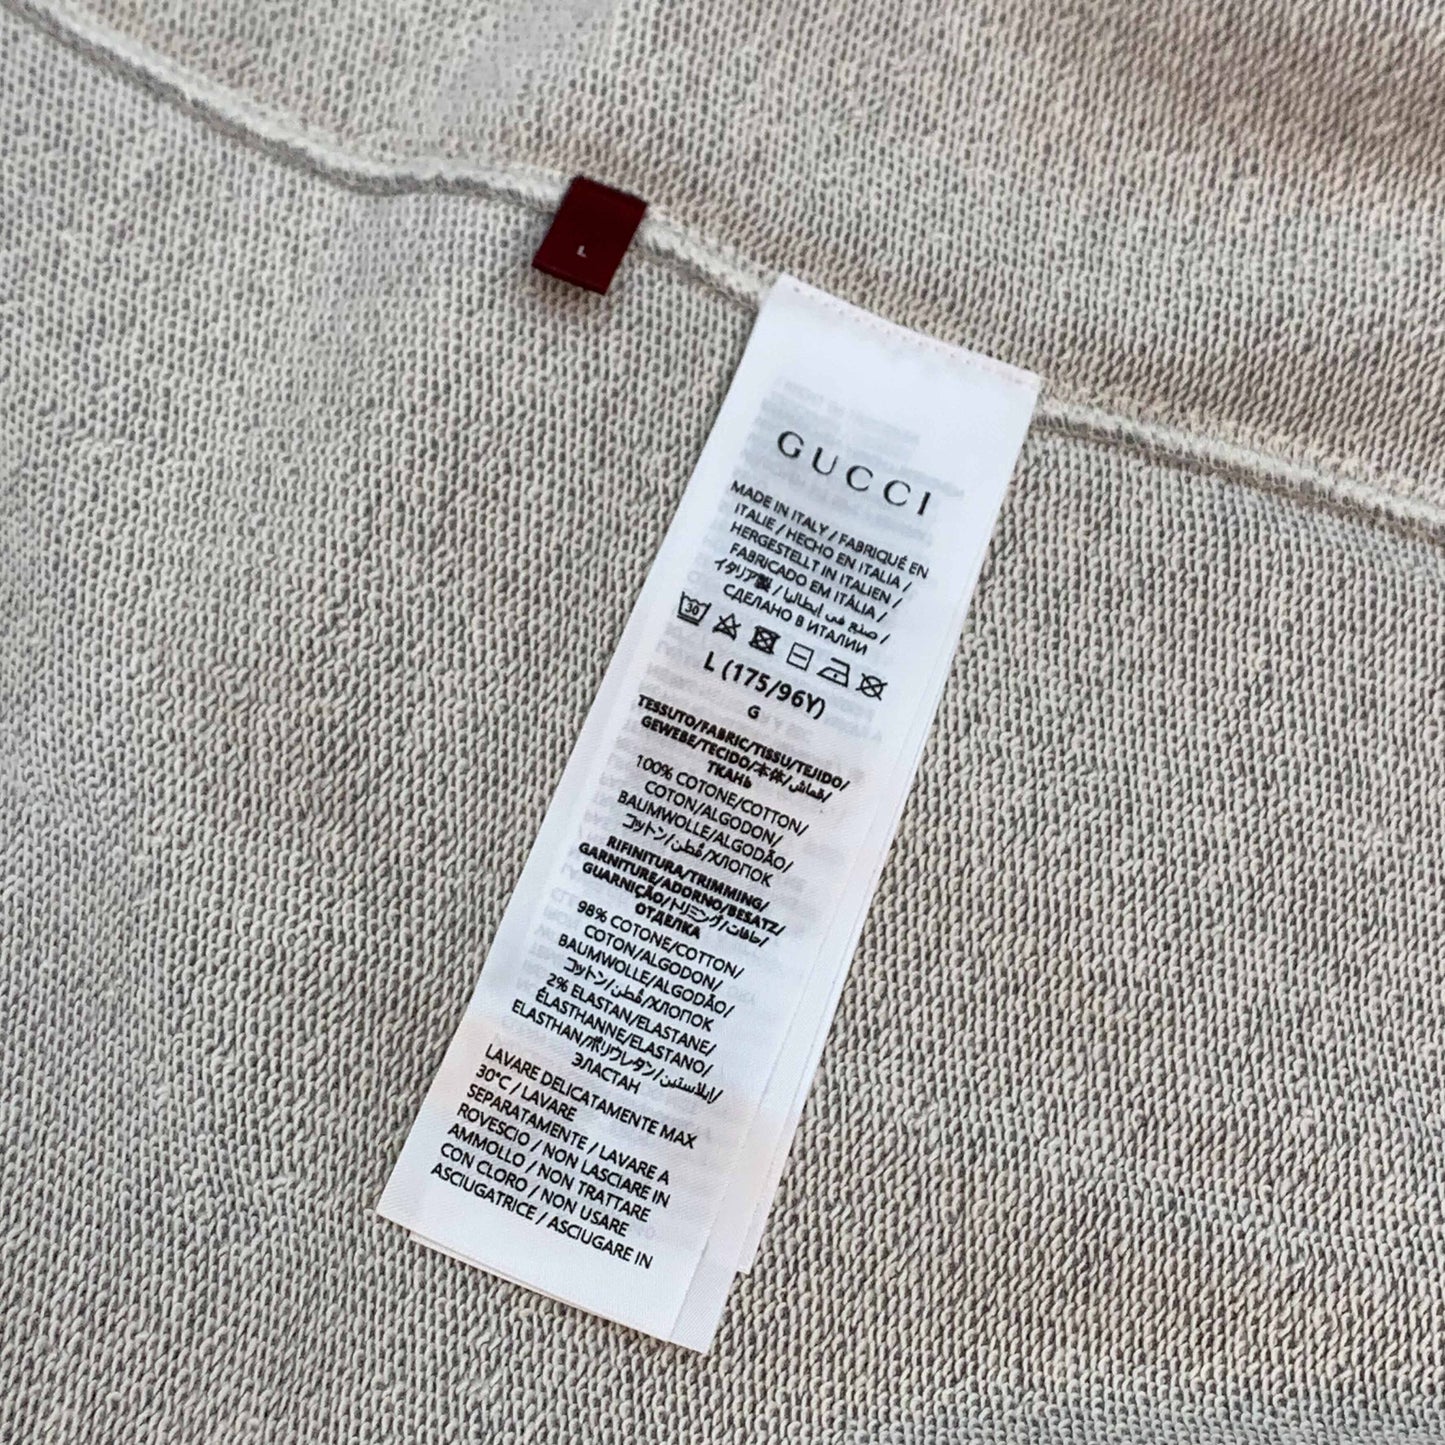 L
GUCCI
MADE IN ITALY / FABRIQUÉ EN
ITALIE / HECHO EN ITALIA /
HERGESTELLT IN ITALIEN /
FABRICADO EM ITÁLIA /
イタリア製 / صنع في إيطاليا /
СДЕЛАНО В ИТАЛИИ
30
L (175/96Y)
G
TESSUTO/FABRIC/TISSU/TEJIDO/
GEWEBE/TECIDO/本体/قماش/
ТКАНЬ
100% COTONE/COTTON/
COTON/ALGODON/
BAUMWOLLE/ALGODÃO/
コットン/قطن/ХЛОПОК
RIFINITURA/TRIMMING/
GARNITURE/ADORNO/BESATZ/
GUARNIÇÃO/トリミング/حافات/
ОТДЕЛКА
98% COTONE/COTTON/
COTON/ALGODON/
BAUMWOLLE/ALGODÃO/
コットン/قطن/ХЛОПОК
2% ELASTAN/ELASTANE/
ÉLASTHANNE/ELASTANO/
ELASTHAN/ポリウレタン/إيلاستين/
ЭЛАСТАН
LAVARE DELICATAMENTE MAX
30°C / LAVARE
SEPARATAMENTE / LAVARE A
ROVESCIO / NON LASCIARE IN
AMMOLLO / NON TRATTARE
CON CLORO / NON USARE
ASCIUGATRICE / ASCIUGARE IN